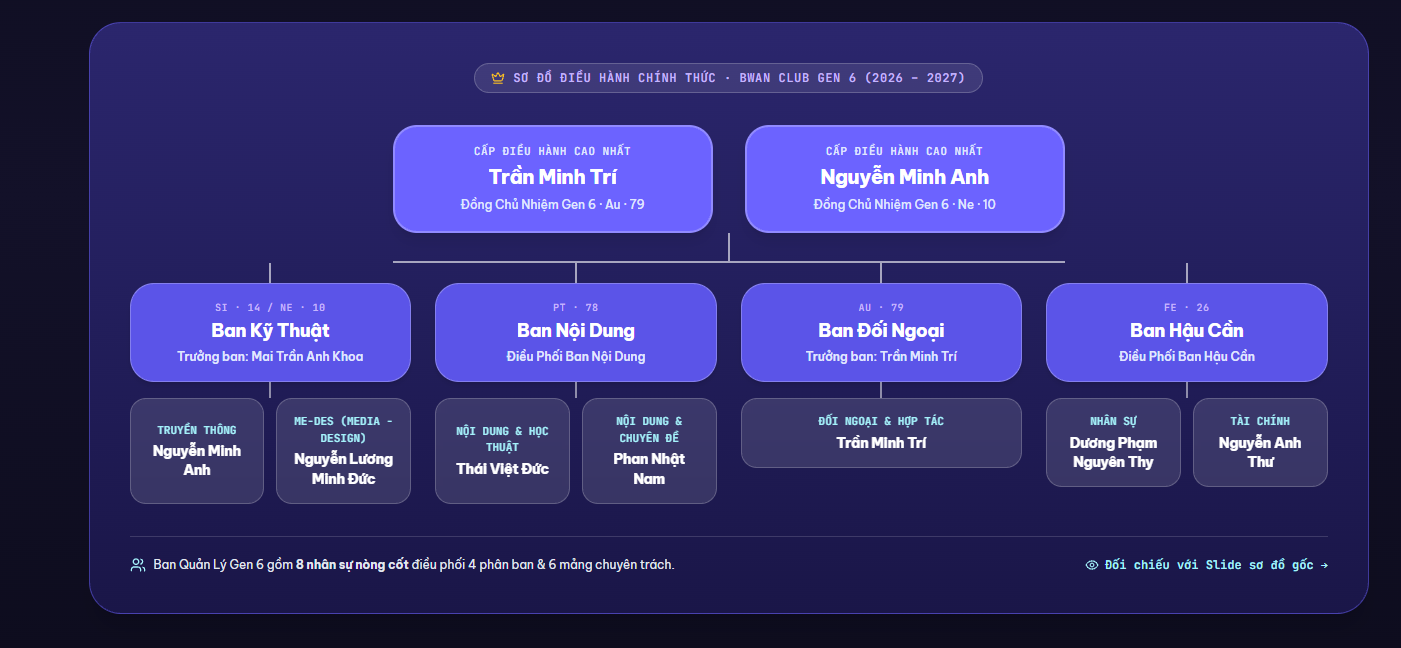 SƠ ĐỒ ĐIỀU HÀNH CHÍNH THỨC · BWAN CLUB GEN 6 (2026 – 2027)
CẤP ĐIỀU HÀNH CAO NHẤT
Trần Minh Trí
Đồng Chủ Nhiệm Gen 6 · Au · 79
CẤP ĐIỀU HÀNH CAO NHẤT
Nguyễn Minh Anh
Đồng Chủ Nhiệm Gen 6 · Ne · 10
SI · 14 / NE · 10
Ban Kỹ Thuật
Trưởng ban: Mai Trần Anh Khoa
PT · 78
Ban Nội Dung
Điều Phối Ban Nội Dung
AU · 79
Ban Đối Ngoại
Trưởng ban: Trần Minh Trí
FE · 26
Ban Hậu Cần
Điều Phối Ban Hậu Cần
TRUYỀN THÔNG
Nguyễn Minh
Anh
ME-DES (MEDIA -
DESIGN)
Nguyễn Lương
Minh Đức
NỘI DUNG & HỌC
THUẬT
Thái Việt Đức
NỘI DUNG &
CHUYÊN ĐỀ
Phan Nhật
Nam
ĐỐI NGOẠI & HỢP TÁC
Trần Minh Trí
NHÂN SỰ
Dương Phạm
Nguyên Thy
TÀI CHÍNH
Nguyễn Anh
Thư
Ban Quản Lý Gen 6 gồm 8 nhân sự nòng cốt điều phối 4 phân ban & 6 mảng chuyên trách.
Đối chiếu với Slide sơ đồ gốc →